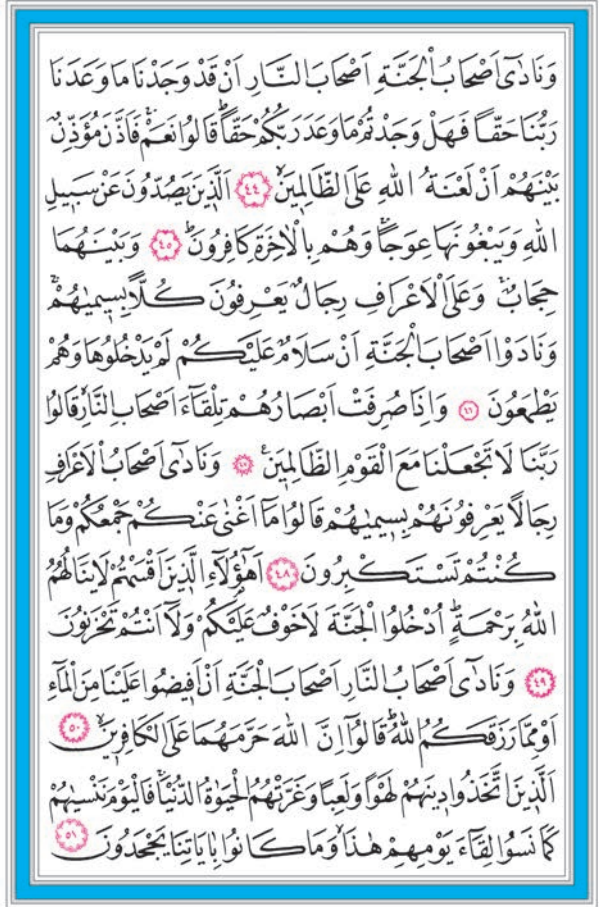 وَنَادٰٓى اَصْحَابُ الْجَنَّةِ اَصْحَابَ النَّارِ اَنْ قَدْ وَجَدْنَا مَا وَعَدَنَا
رَبُّنَا حَقًّا فَهَلْ وَجَدْتُمْ مَا وَعَدَ رَبُّكُمْ حَقًّاۜ قَالُوا نَعَمْۚ فَاَذَّنَ مُؤَذِّنٌ
بَيْنَهُمْ اَنْ لَعْنَةُ اللّٰهِ عَلَى الظَّالِمٖينَۙ ﴿٤٤﴾ اَلَّذٖينَ يَصُدُّونَ عَنْ سَبٖيلِ
اللّٰهِ وَيَبْغُونَهَا عِوَجًاۚ وَهُمْ بِالْاٰخِرَةِ كَافِرُونَۘ ﴿٤٥﴾ وَبَيْنَهُمَا
حِجَابٌۚ وَعَلَى الْاَعْرَافِ رِجَالٌ يَعْرِفُونَ كُلًّا بِسٖيمٰيهُمْۚ
وَنَادَوْا اَصْحَابَ الْجَنَّةِ اَنْ سَلَامٌ عَلَيْكُمْ لَمْ يَدْخُلُوهَا وَهُمْ
يَطْمَعُونَ ﴿٤٦﴾ وَاِذَا صُرِفَتْ اَبْصَارُهُمْ تِلْقَٓاءَ اَصْحَابِ النَّارِۙ قَالُوا
رَبَّنَا لَا تَجْعَلْنَا مَعَ الْقَوْمِ الظَّالِمٖينَ۟ ﴿٤٧﴾ وَنَادٰٓى اَصْحَابُ الْاَعْرَافِ
رِجَالًا يَعْرِفُونَهُمْ بِسٖيمٰيهُمْ قَالُوا مَٓا اَغْنٰى عَنْكُمْ جَمْعُكُمْ وَمَا
كُنْتُمْ تَسْتَكْبِرُونَ ﴿٤٨﴾ اَهٰٓؤُ۬لَٓاءِ الَّذٖينَ اَقْسَمْتُمْ لَا يَنَالُهُمُ
اللّٰهُ بِرَحْمَةٍۜ اُدْخُلُوا الْجَنَّةَ لَا خَوْفٌ عَلَيْكُمْ وَلَٓا اَنْتُمْ تَحْزَنُونَ
﴿٤٩﴾ وَنَادٰٓى اَصْحَابُ النَّارِ اَصْحَابَ الْجَنَّةِ اَنْ اَفٖيضُوا عَلَيْنَا مِنَ الْمَٓاءِ
اَوْ مِمَّا رَزَقَكُمُ اللّٰهُۜ قَالُٓوا اِنَّ اللّٰهَ حَرَّمَهُمَا عَلَى الْكَافِرٖينَۙ ﴿٥٠﴾
اَلَّذٖينَ اتَّخَذُوا دٖينَهُمْ لَهْوًا وَلَعِبًا وَغَرَّتْهُمُ الْحَيٰوةُ الدُّنْيَاۚ فَالْيَوْمَ نَنْسٰيهُمْ
كَمَا نَسُوا لِقَٓاءَ يَوْمِهِمْ هٰذَاۙ وَمَا كَانُوا بِاٰيَاتِنَا يَجْحَدُونَ ﴿٥١﴾